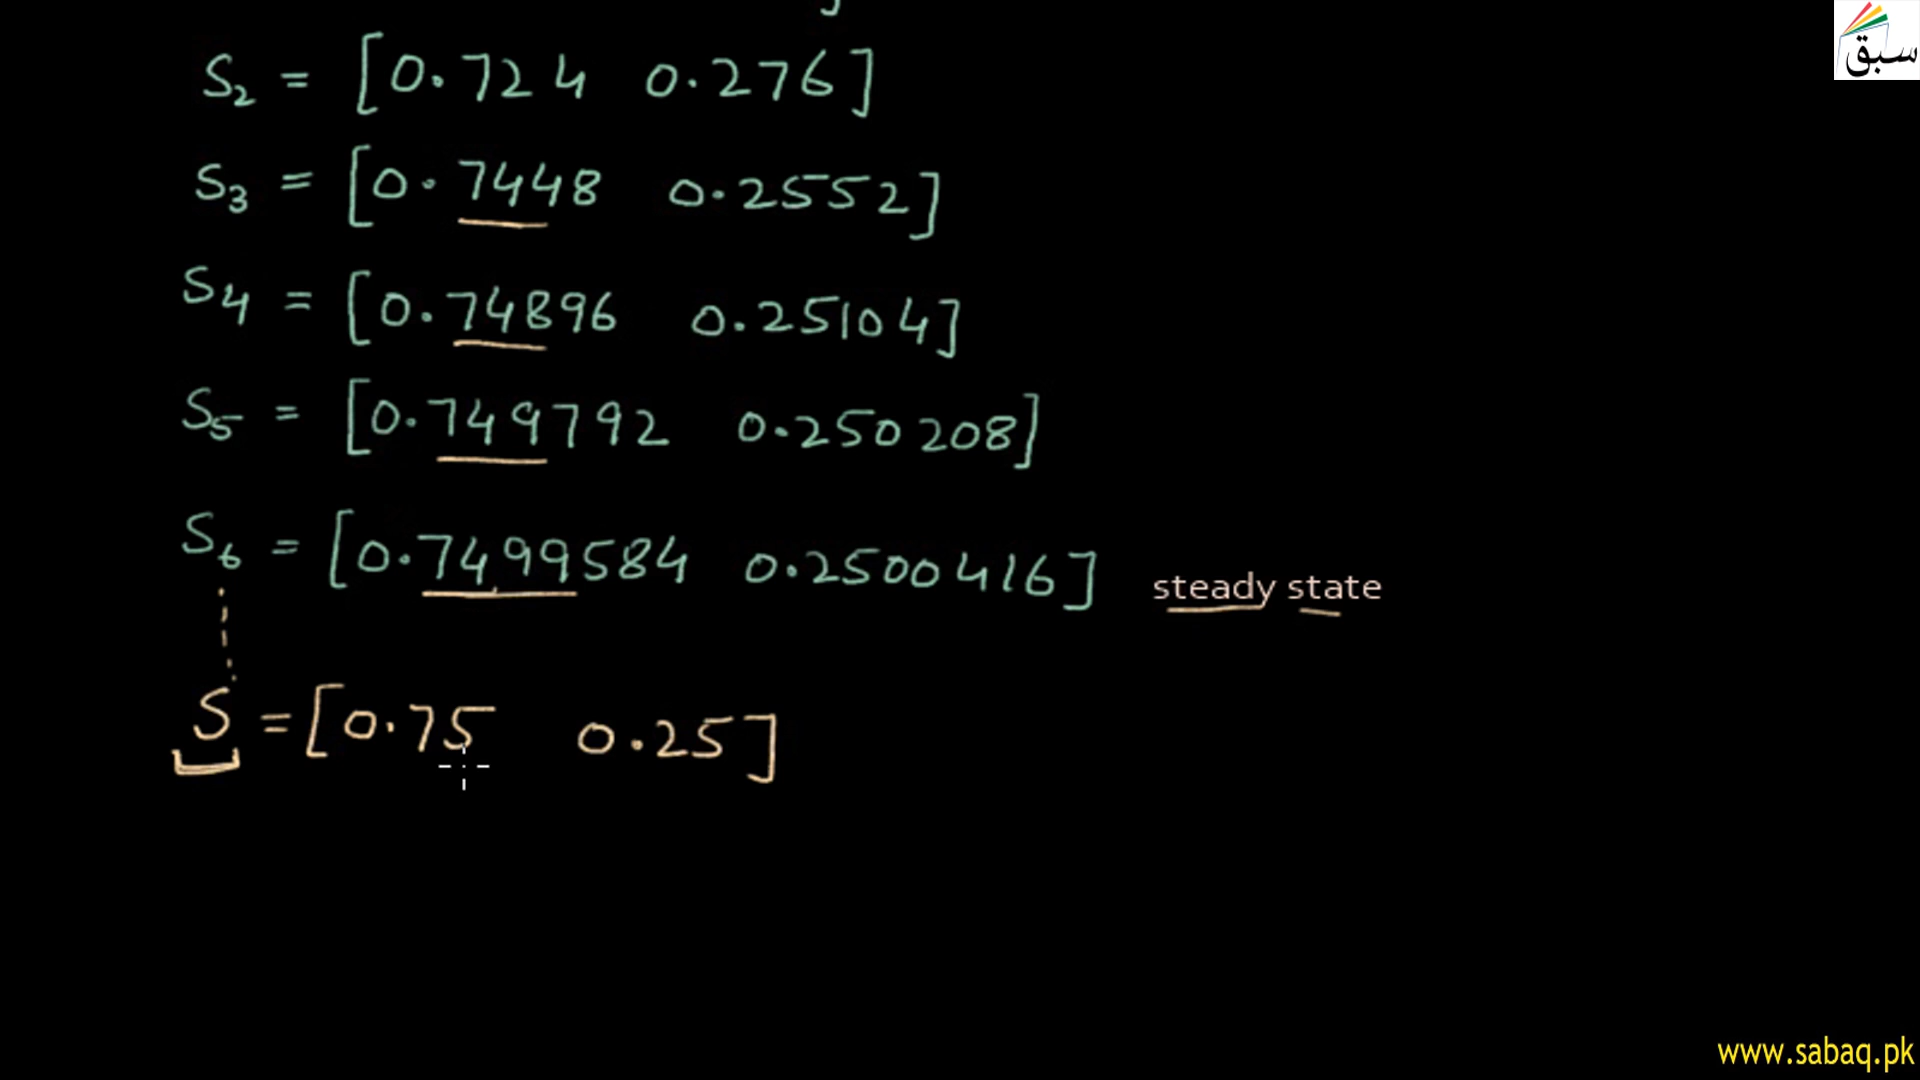 سبق
S₂ = [0.724 0.276]
S₃ = [0.7448 0.2552]
S₄ = [0.74896 0.25104]
S₅ = [0.749792 0.250208]
S₆ = [0.7499584 0.2500416] steady state
S = [0.75 0.25]
www.sabaq.pk